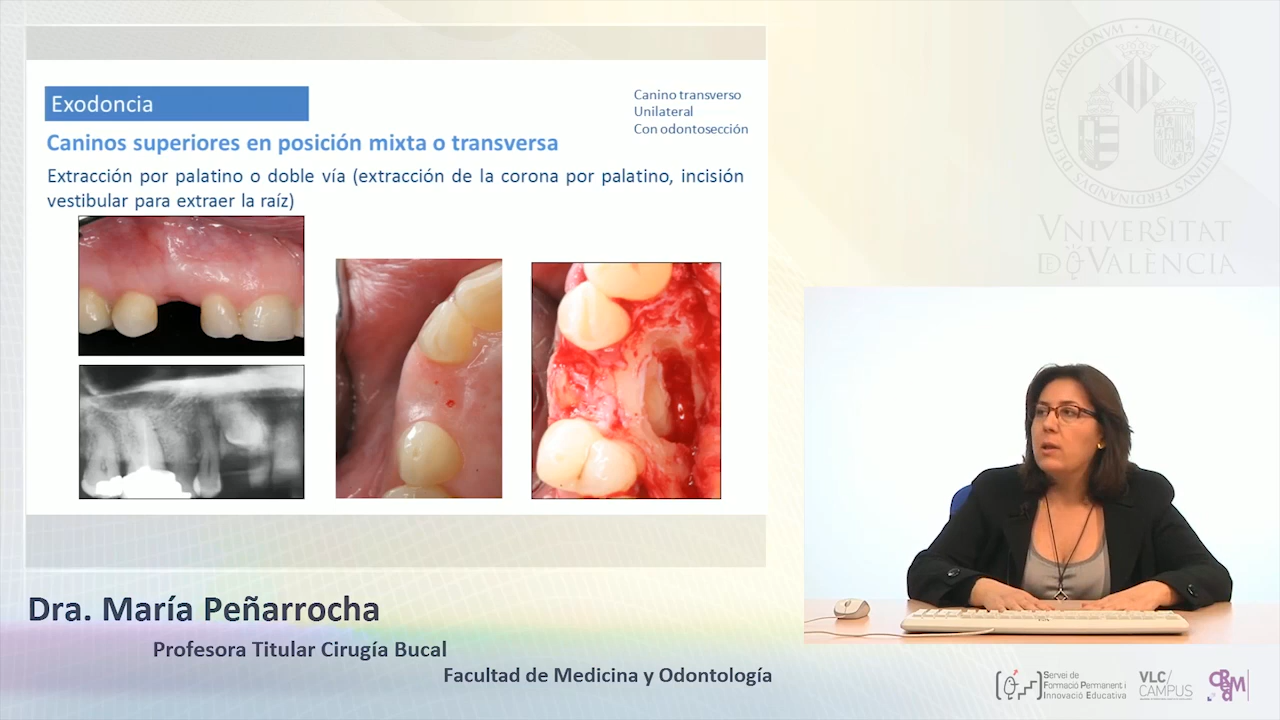 Exodoncia
Canino transverso
Unilateral
Con odontosección
Caninos superiores en posición mixta o transversa
Extracción por palatino o doble vía (extracción de la corona por palatino, incisión
vestibular para extraer la raíz)
VNIVERSITAT
DE VALÈNCIA
Dra. María Peñarrocha
Profesora Titular Cirugía Bucal
Facultad de Medicina y Odontología
Servei de
Formació Permanent i
Innovació Educativa
VLC/
CAMPUS